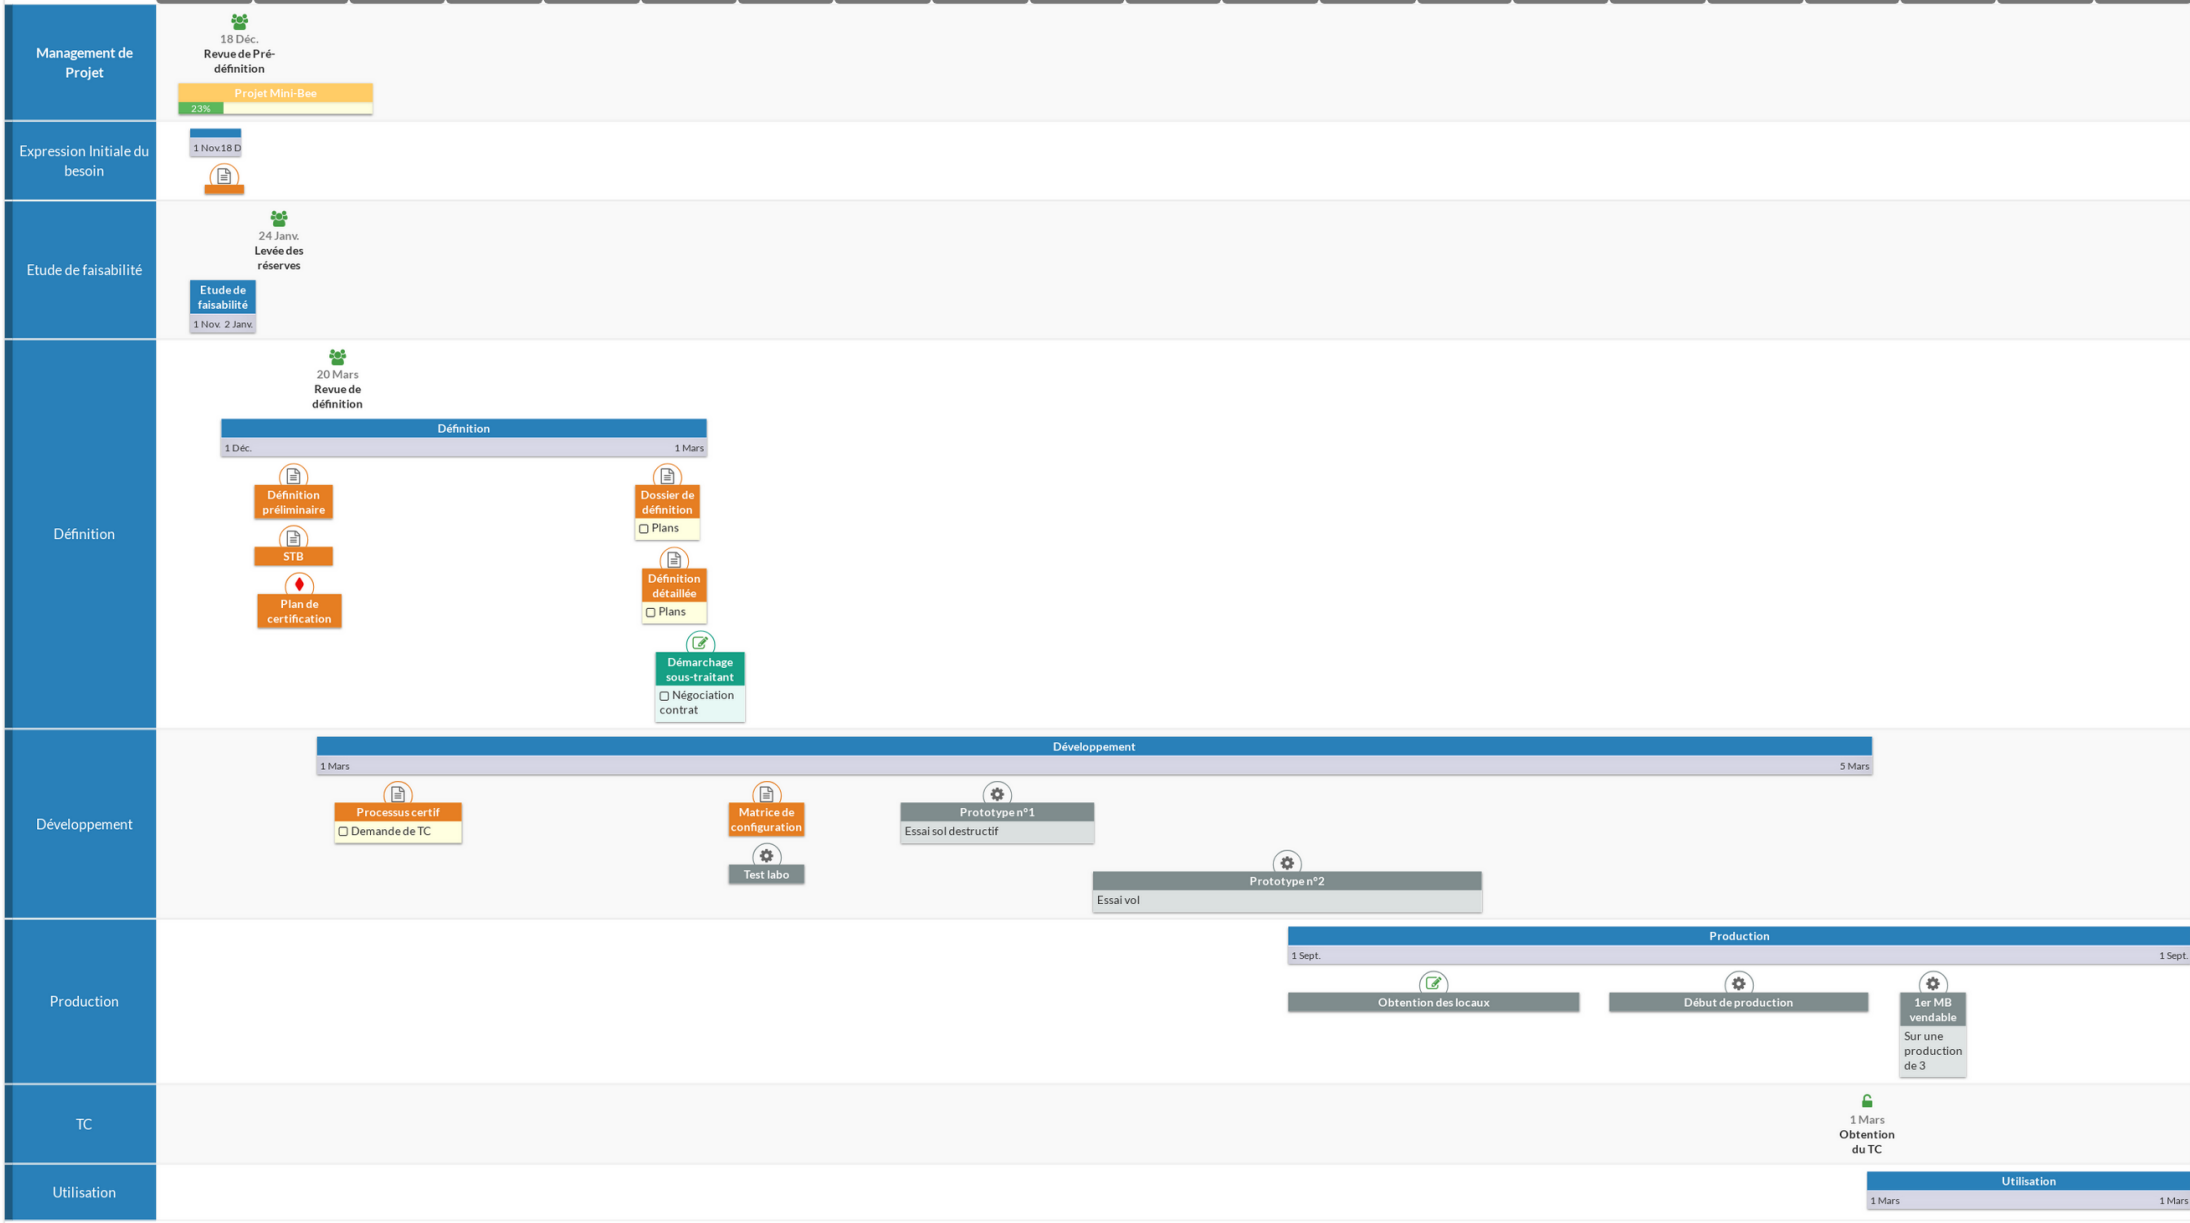 Management de
Projet
18 Déc.
Revue de Pré-
définition
Projet Mini-Bee
23%
Expression Initiale du
besoin
1 Nov.18 D
Etude de faisabilité
24 Janv.
Levée des
réserves
Etude de
faisabilité
1 Nov. 2 Janv.
Définition
20 Mars
Revue de
définition
Définition
1 Déc. 1 Mars
Définition
préliminaire
STB
Plan de
certification
Dossier de
définition
Plans
Définition
détaillée
Plans
Démarchage
sous-traitant
Négociation
contrat
Développement
Développement
1 Mars 5 Mars
Processus certif
Demande de TC
Matrice de
configuration
Test labo
Prototype n°1
Essai sol destructif
Prototype n°2
Essai vol
Production
Production
1 Sept. 1 Sept.
Obtention des locaux
Début de production
1er MB
vendable
Sur une
production
de 3
TC
1 Mars
Obtention
du TC
Utilisation
Utilisation
1 Mars 1 Mars